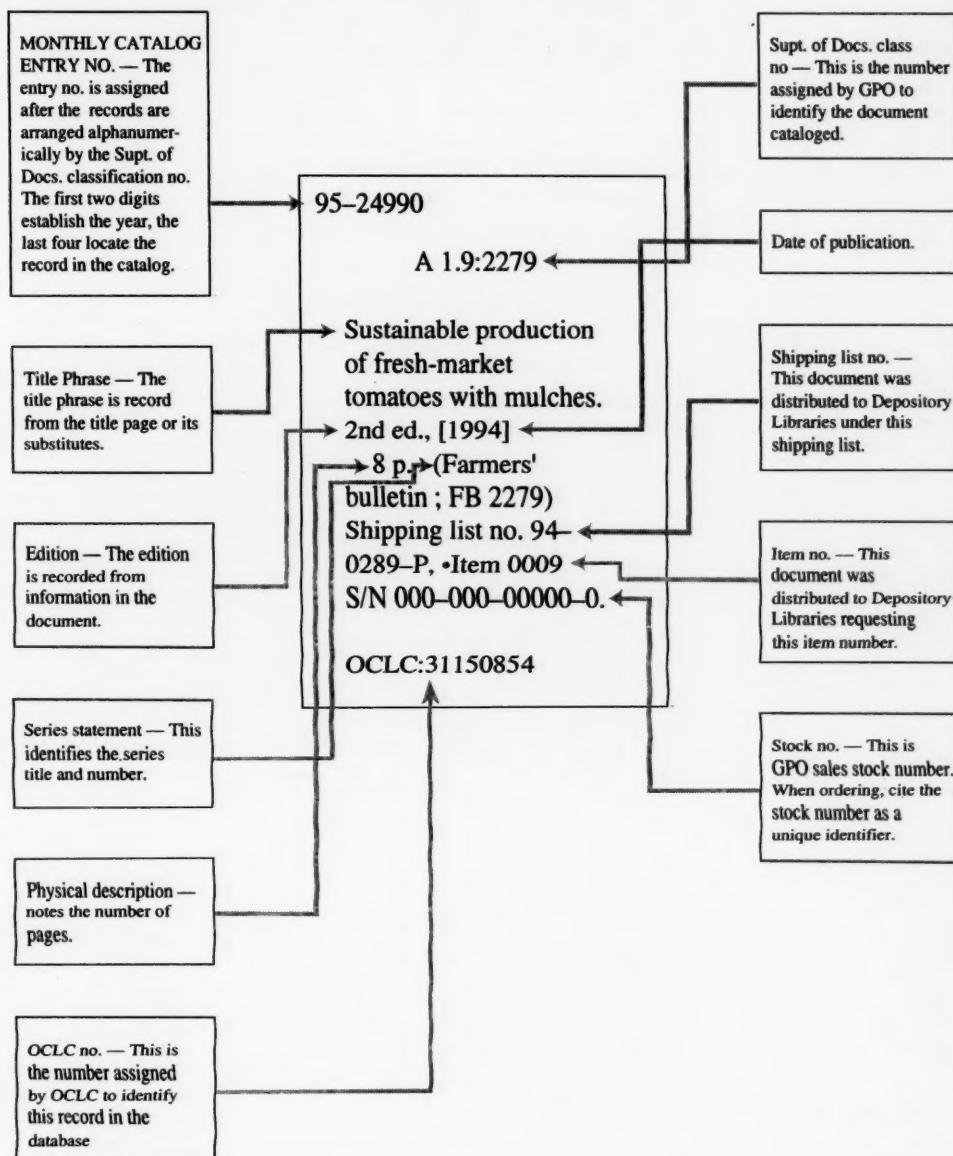 MONTHLY CATALOG
ENTRY NO. — The
entry no. is assigned
after the records are
arranged alphanumer-
ically by the Supt. of
Docs. classification no.
The first two digits
establish the year, the
last four locate the
record in the catalog.
Title Phrase — The
title phrase is record
from the title page or its
substitutes.
Edition — The edition
is recorded from
information in the
document.
Series statement — This
identifies the series
title and number.
Physical description —
notes the number of
pages.
OCLC no. — This is
the number assigned
by OCLC to identify
this record in the
database
95–24990
A 1.9:2279
Sustainable production
of fresh-market
tomatoes with mulches.
2nd ed., [1994]
8 p. (Farmers'
bulletin ; FB 2279)
Shipping list no. 94–
0289–P, •Item 0009
S/N 000–000–00000–0.
OCLC:31150854
Supt. of Docs. class
no — This is the number
assigned by GPO to
identify the document
cataloged.
Date of publication.
Shipping list no. —
This document was
distributed to Depository
Libraries under this
shipping list.
Item no. — This
document was
distributed to Depository
Libraries requesting
this item number.
Stock no. — This is
GPO sales stock number.
When ordering, cite the
stock number as a
unique identifier.